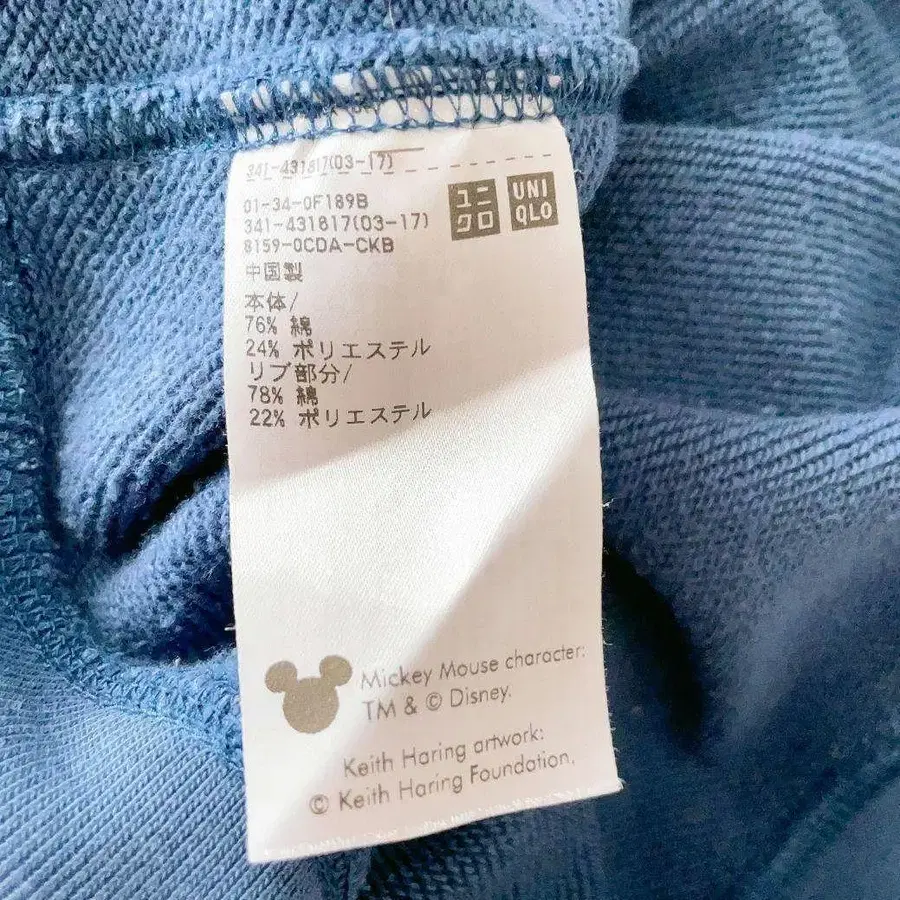 341-431817(03-17)
01-34-0F189B
341-431817(03-17)
8159-0CDA-CKB
ユニ
クロ
UNI
QLO
中国製
本体/
76% 綿
24% ポリエステル
リブ部分/
78% 綿
22% ポリエステル
Mickey Mouse character:
TM & © Disney.
Keith Haring artwork:
© Keith Haring Foundation.